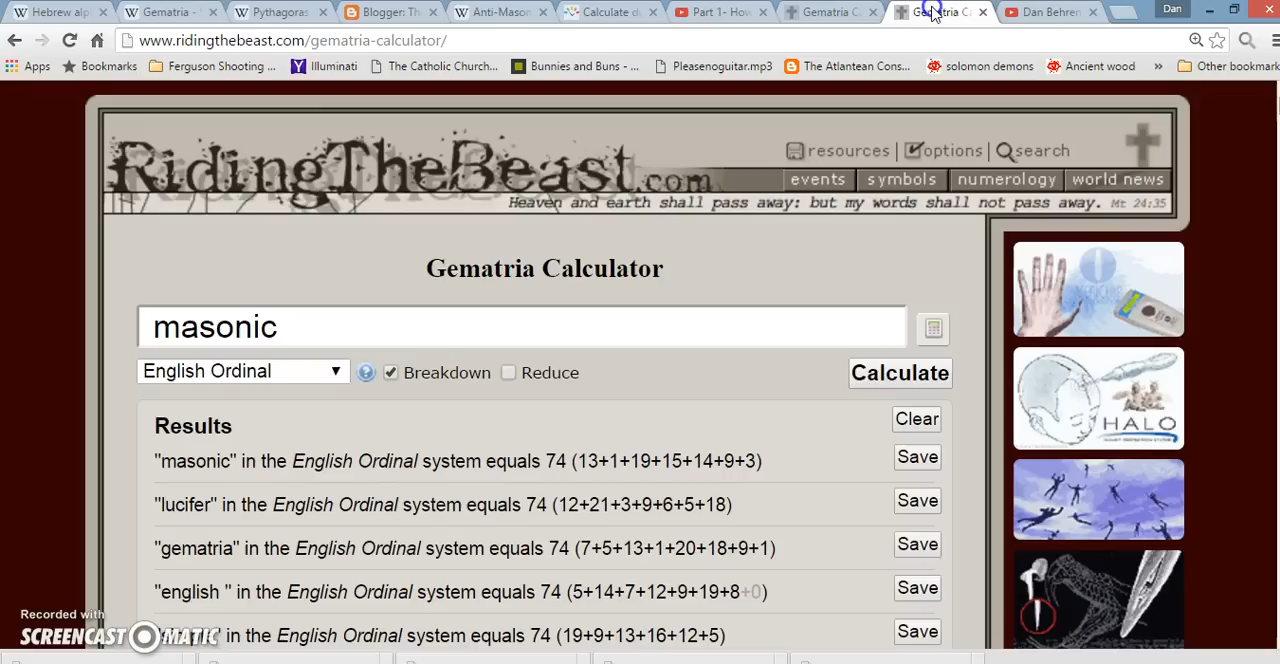 Hebrew alp
Gematria -
Pythagoras
Blogger: Th
Anti-Mason
Calculate d
Part 1- How
Gematria C
Gematria C
Dan Behren
Dan
www.ridingthebeast.com/gematria-calculator/
Apps
Bookmarks
Ferguson Shooting ...
Illuminati
The Catholic Church...
Bunnies and Buns - ...
Pleasenoguitar.mp3
The Atlantean Cons...
solomon demons
Ancient wood
»
Other bookmark
RidingTheBeast.com
resources | options | search
events symbols numerology world news
Heaven and earth shall pass away: but my words shall not pass away. Mt 24:35
Gematria Calculator
masonic
English Ordinal Breakdown Reduce Calculate
HALO
Results Clear
"masonic" in the English Ordinal system equals 74 (13+1+19+15+14+9+3) Save
"lucifer" in the English Ordinal system equals 74 (12+21+3+9+6+5+18) Save
"gematria" in the English Ordinal system equals 74 (7+5+13+1+20+18+9+1) Save
"english " in the English Ordinal system equals 74 (5+14+7+12+9+19+8+0) Save
in the English Ordinal system equals 74 (19+9+13+16+12+5) Save
Recorded with
SCREENCAST MATIC